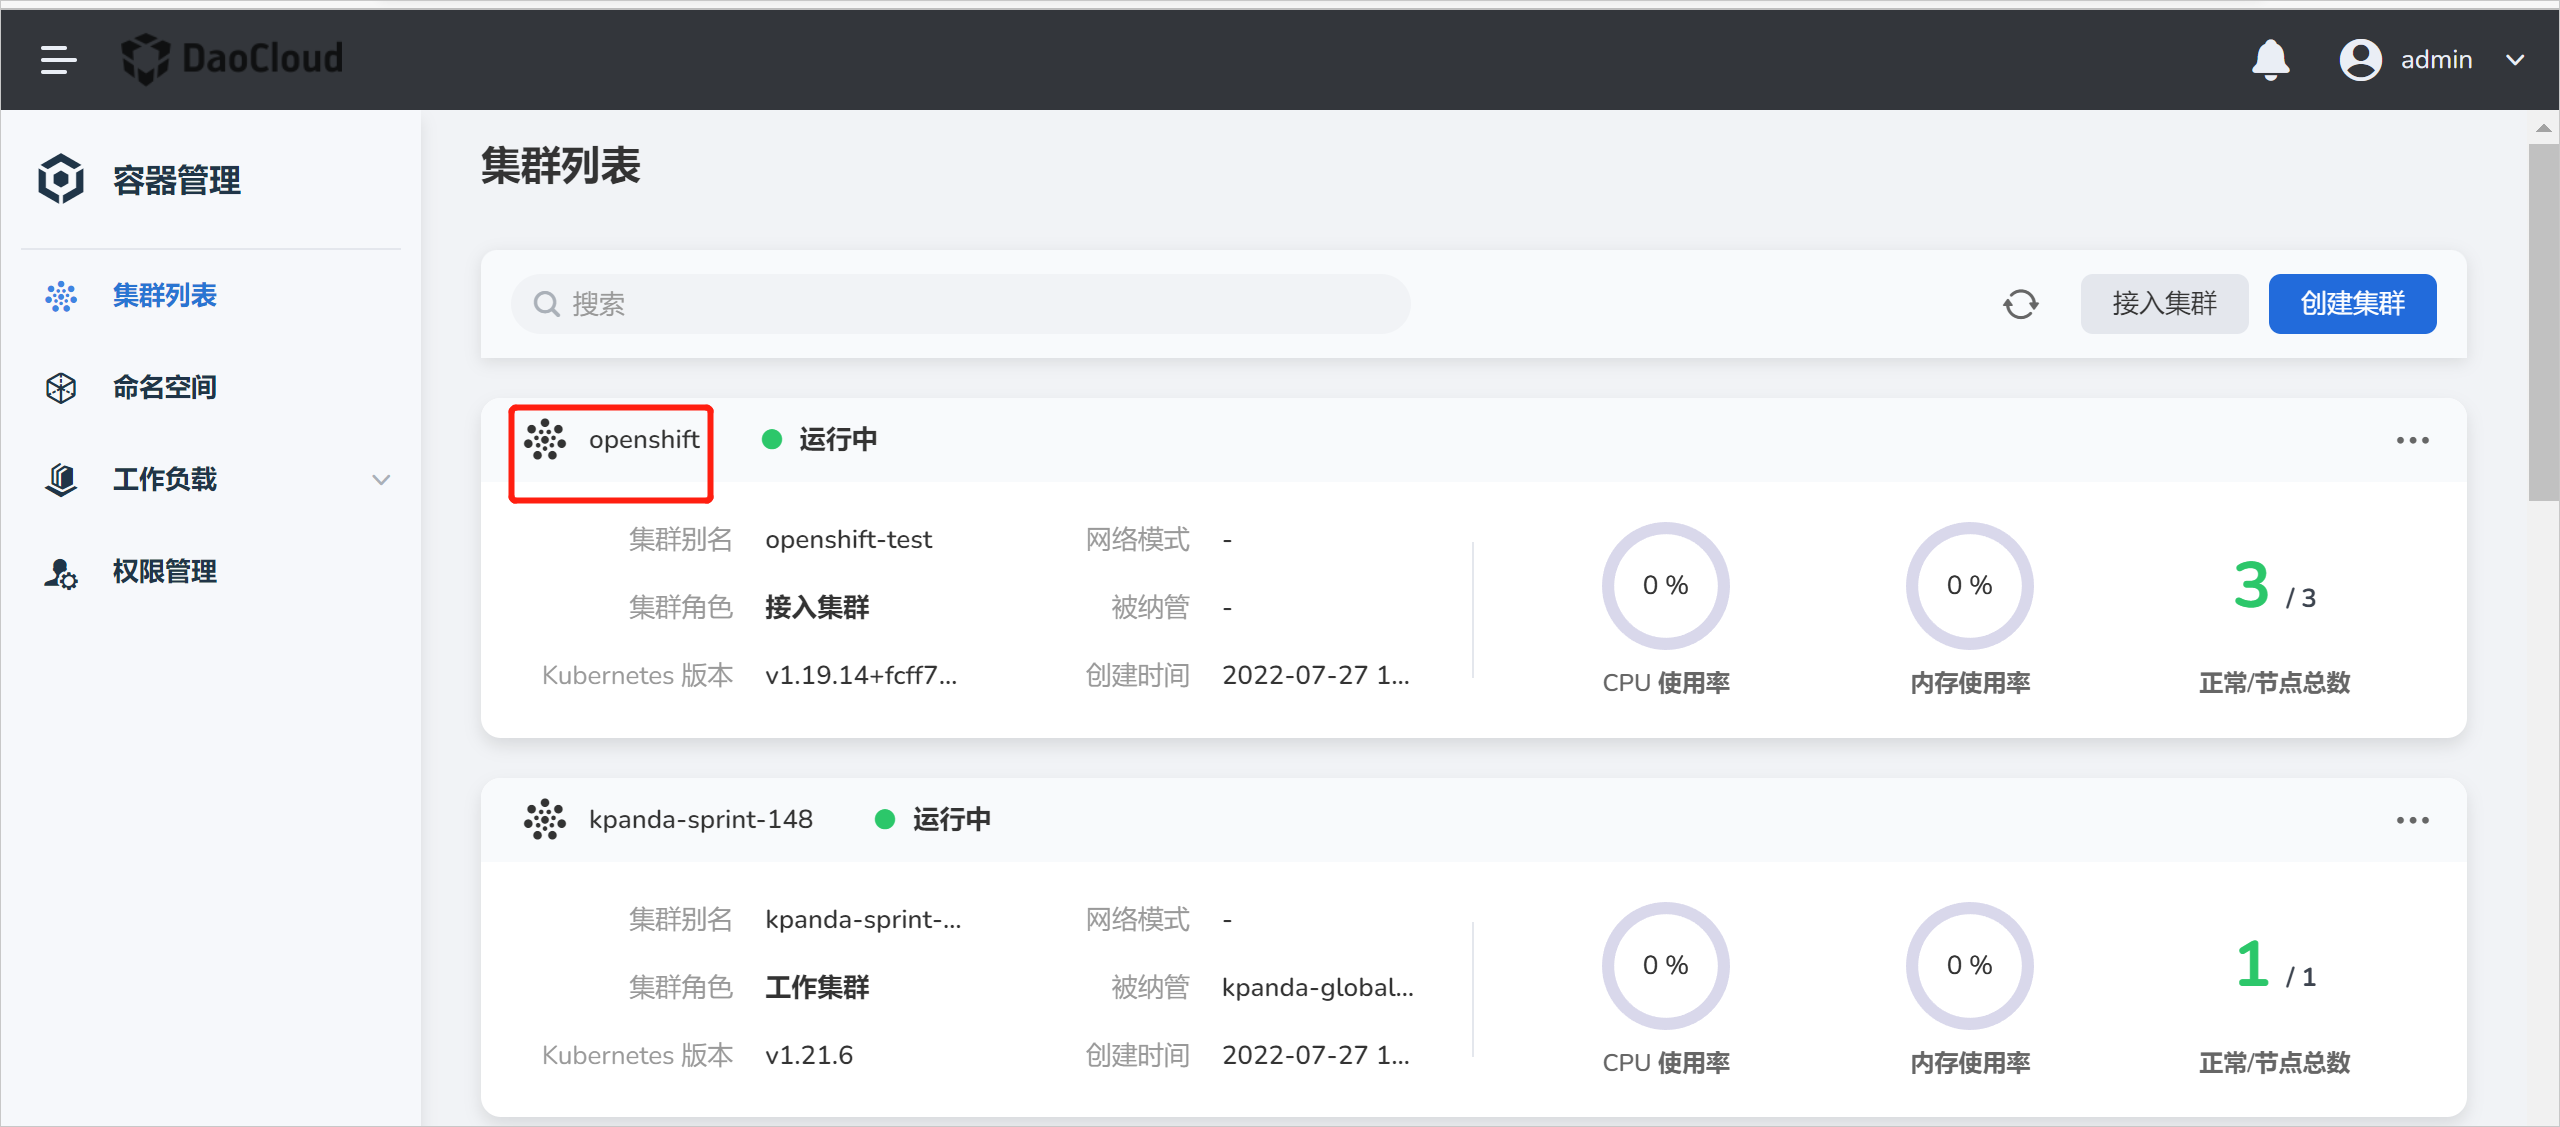 DaoCloud
admin
容器管理
集群列表
命名空间
工作负载
权限管理
集群列表
搜索
接入集群
创建集群
openshift
运行中
集群别名 openshift-test
网络模式 -
集群角色 接入集群
被纳管 -
Kubernetes 版本 v1.19.14+fcff7...
创建时间 2022-07-27 1...
0 %
CPU 使用率
0 %
内存使用率
3 / 3
正常/节点总数
kpanda-sprint-148
运行中
集群别名 kpanda-sprint-...
网络模式 -
集群角色 工作集群
被纳管 kpanda-global...
Kubernetes 版本 v1.21.6
创建时间 2022-07-27 1...
0 %
CPU 使用率
0 %
内存使用率
1 / 1
正常/节点总数